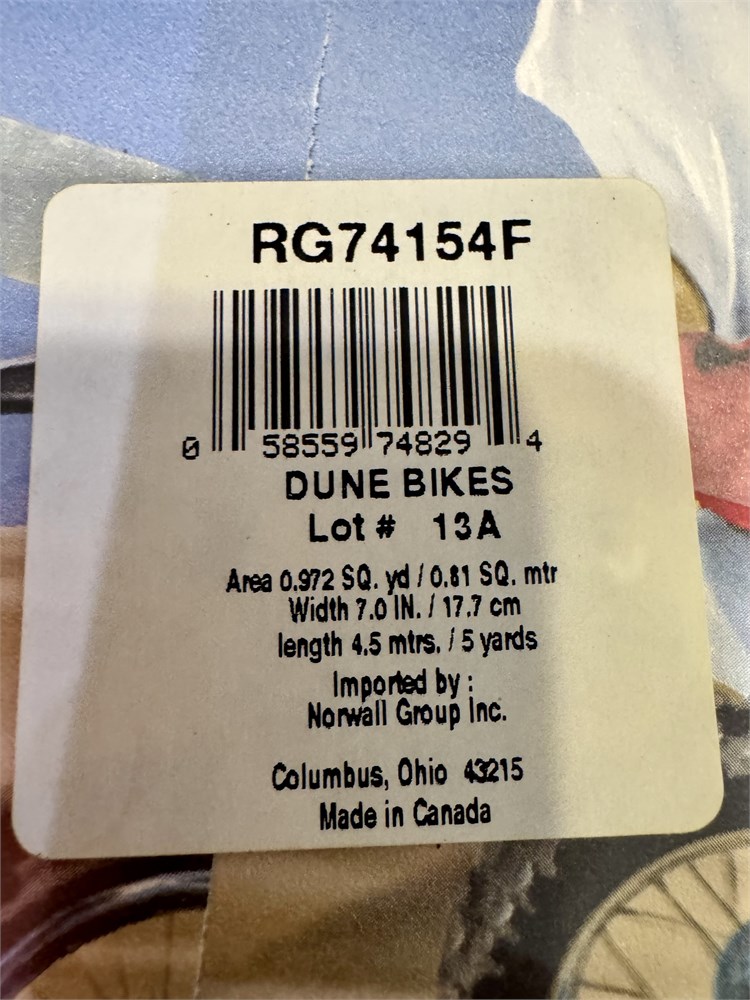 RG74154F
0 58559 74829 4
DUNE BIKES
Lot # 13A
Area 0.972 SQ. yd / 0.81 SQ. mtr
Width 7.0 IN. / 17.7 cm
length 4.5 mtrs. / 5 yards
Imported by :
Norwall Group Inc.
Columbus, Ohio 43215
Made in Canada